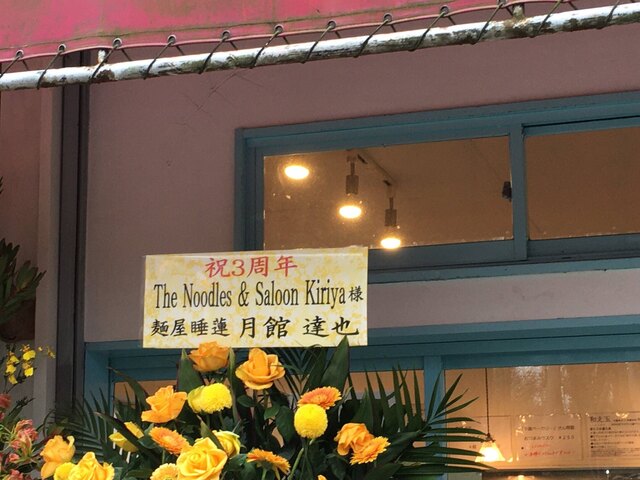 祝3周年
The Noodles & Saloon Kiriya様
麺屋睡蓮 月館 達也